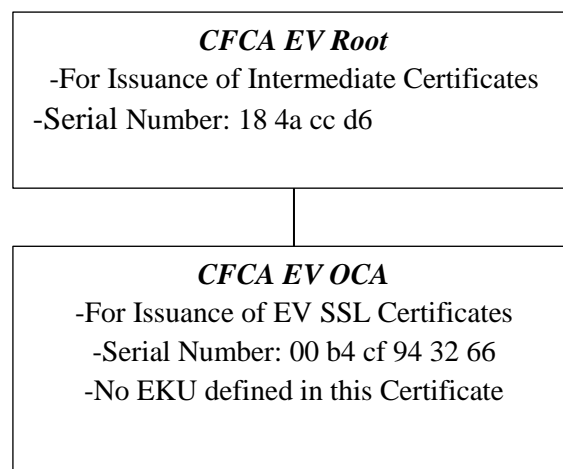 CFCA EV Root
-For Issuance of Intermediate Certificates
-Serial Number: 18 4a cc d6
CFCA EV OCA
-For Issuance of EV SSL Certificates
-Serial Number: 00 b4 cf 94 32 66
-No EKU defined in this Certificate